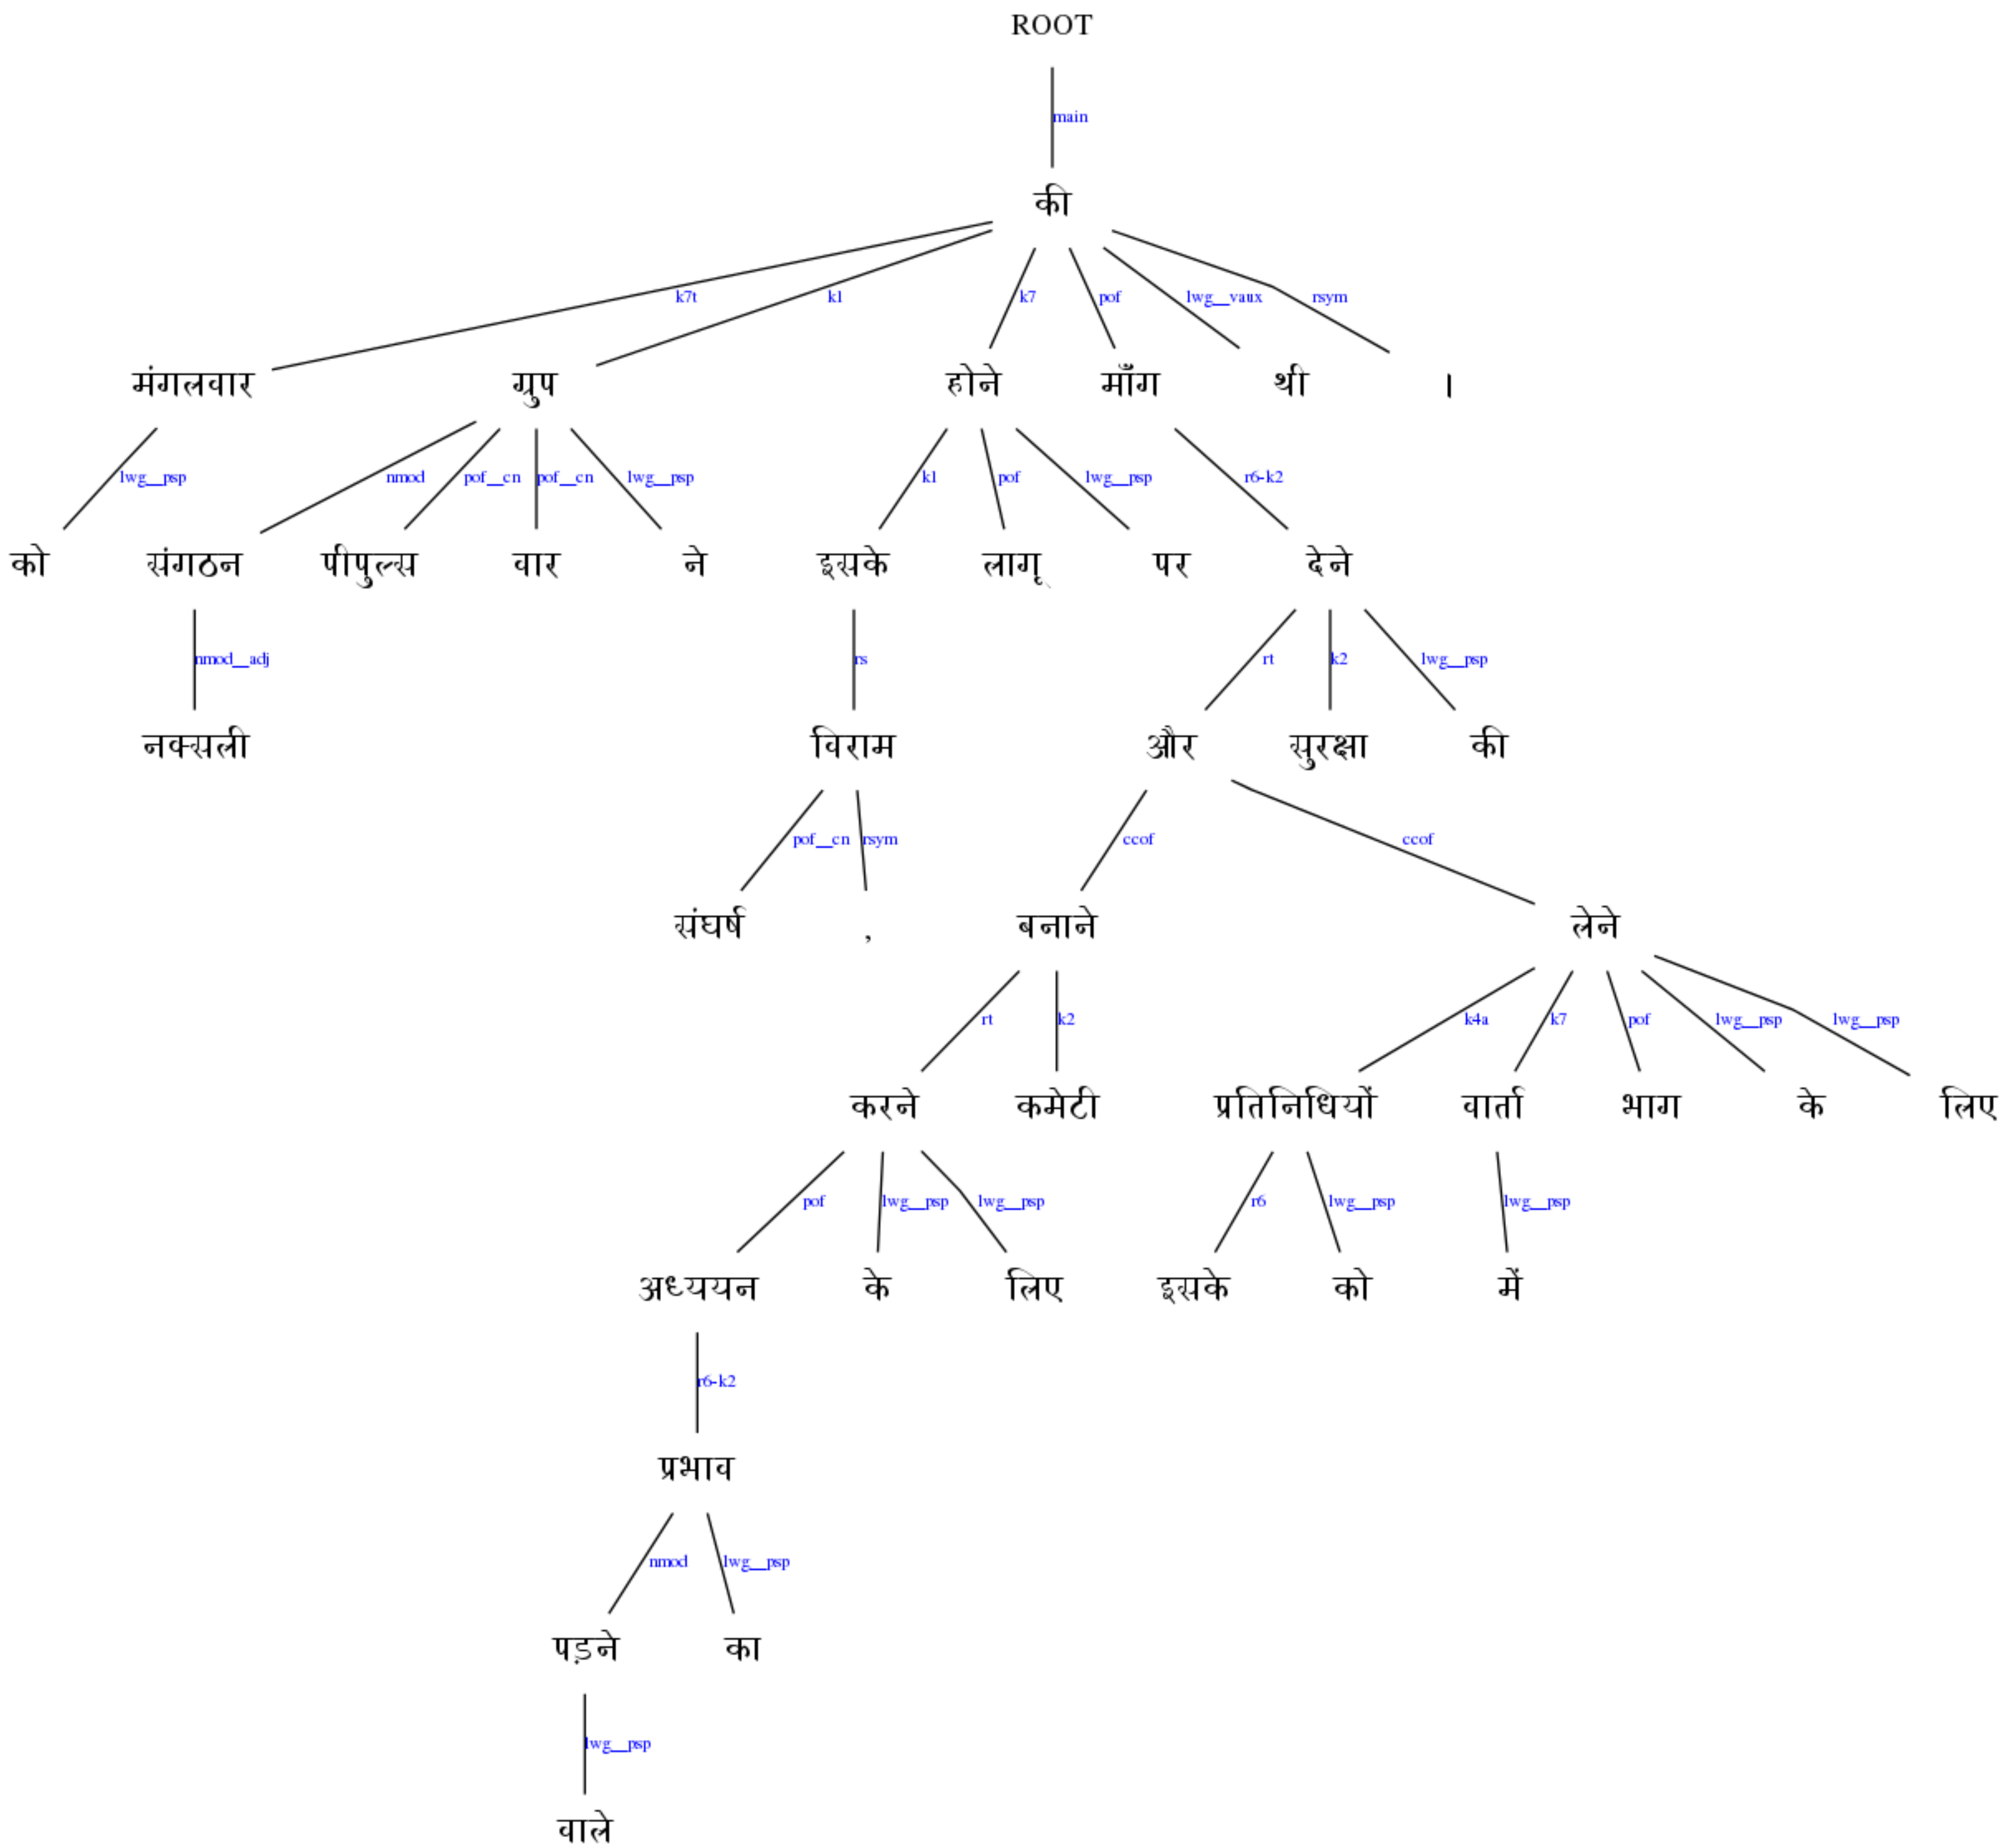 ROOT
main
की
k7t k1 k7 pof lwg__vaux rsym
मंगलवार ग्रुप होने माँग थी ।
lwg__psp nmod pof__cn pof__cn lwg__psp k1 pof lwg__psp r6-k2
को संगठन पीपुल्स वार ने इसके लागू पर देने
nmod__adj rs rt k2 lwg__psp
नक्सली विराम और सुरक्षा की
pof__cn rsym ccof ccof
संघर्ष , बनाने लेने
rt k2 k4a k7 pof lwg__psp lwg__psp
करने कमेटी प्रतिनिधियों वार्ता भाग के लिए
pof lwg__psp lwg__psp r6 lwg__psp lwg__psp
अध्ययन के लिए इसके को में
r6-k2
प्रभाव
nmod lwg__psp
पड़ने का
lwg__psp
वाले